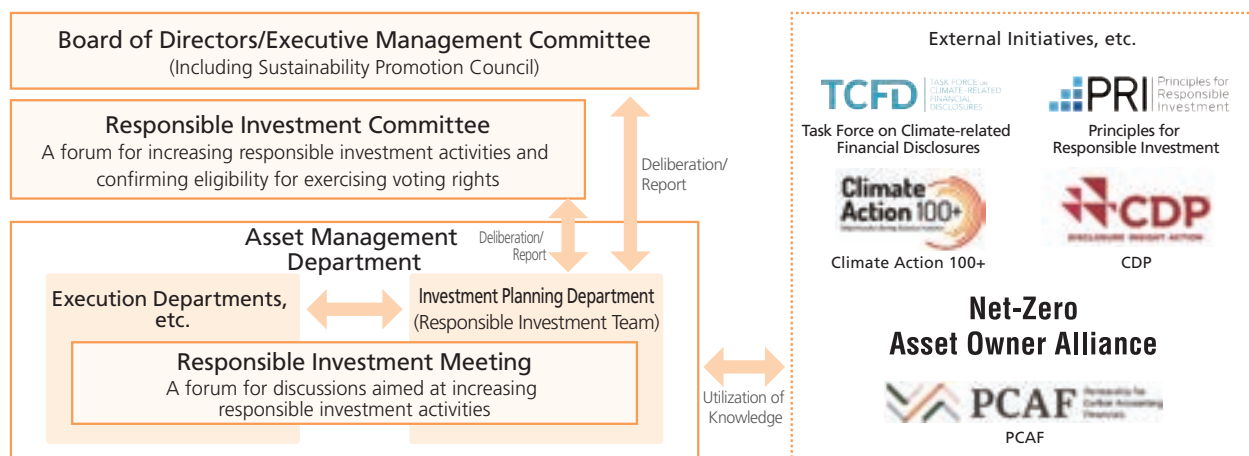 Board of Directors/Executive Management Committee
(Including Sustainability Promotion Council)
Responsible Investment Committee
A forum for increasing responsible investment activities and
confirming eligibility for exercising voting rights
Deliberation/
Report
Deliberation/
Report
Asset Management
Department
Execution Departments,
etc.
Investment Planning Department
(Responsible Investment Team)
Responsible Investment Meeting
A forum for discussions aimed at increasing
responsible investment activities
Utilization of
Knowledge
External Initiatives, etc.
TCFD
TASK FORCE on
CLIMATE-RELATED
FINANCIAL
DISCLOSURES
Task Force on Climate-related
Financial Disclosures
PRI
Principles for
Responsible
Investment
Principles for
Responsible Investment
Climate
Action 100+
Climate Action 100+
CDP
DISCLOSURE INSIGHT ACTION
CDP
Net-Zero
Asset Owner Alliance
PCAF
Partnership for
Carbon Accounting
Financials
PCAF